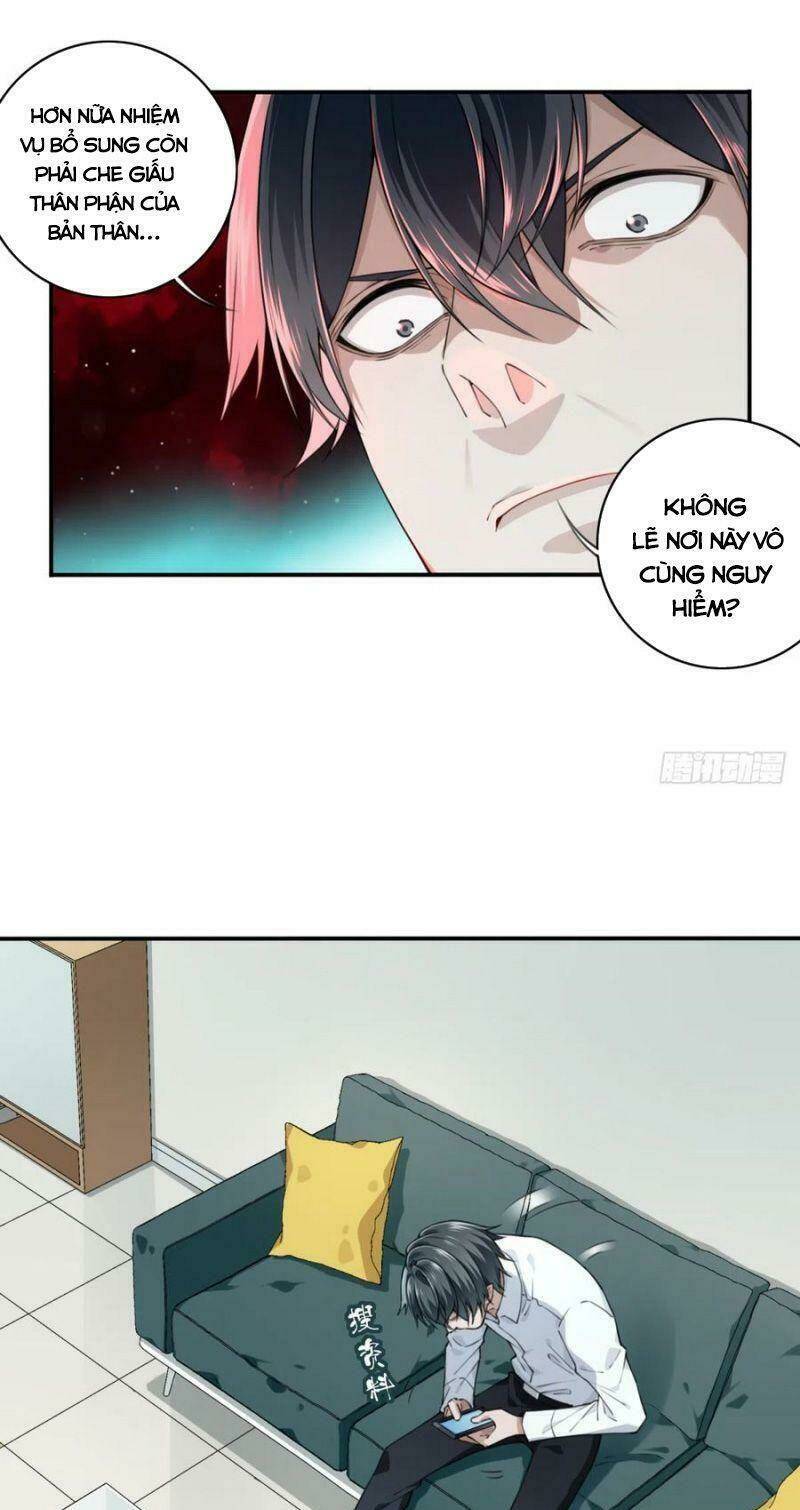 HƠN NỮA NHIỆM
VỤ BỔ SUNG CÒN
PHẢI CHE GIẤU
THÂN PHẬN CỦA
BẢN THÂN...
KHÔNG
LẼ NƠI NÀY VÔ
CÙNG NGUY
HIỂM?
腾讯动漫
搜资料